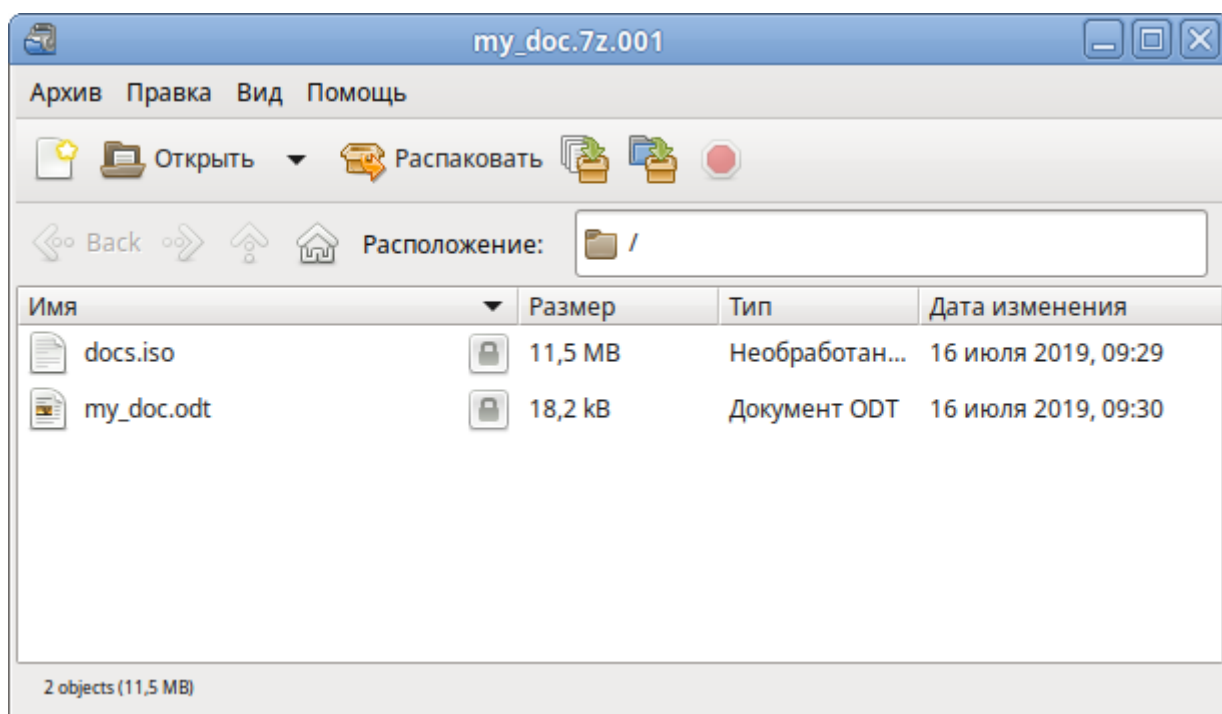 my_doc.7z.001
Архив Правка Вид Помощь
Открыть Распаковать
Back Расположение: /
Имя Размер Тип Дата изменения
docs.iso 11,5 MB Необработан... 16 июля 2019, 09:29
my_doc.odt 18,2 kB Документ ODT 16 июля 2019, 09:30
2 objects (11,5 MB)